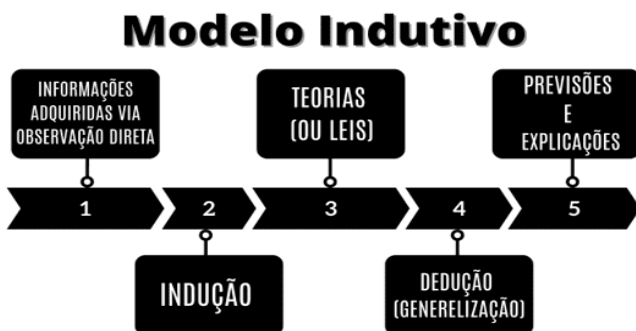 Modelo Indutivo
INFORMAÇÕES
ADQUIRIDAS VIA
OBSERVAÇÃO DIRETA
TEORIAS
(OU LEIS)
PREVISÕES
E
EXPLICAÇÕES
1
2
3
4
5
INDUÇÃO
DEDUÇÃO
(GENERELIZAÇÃO)